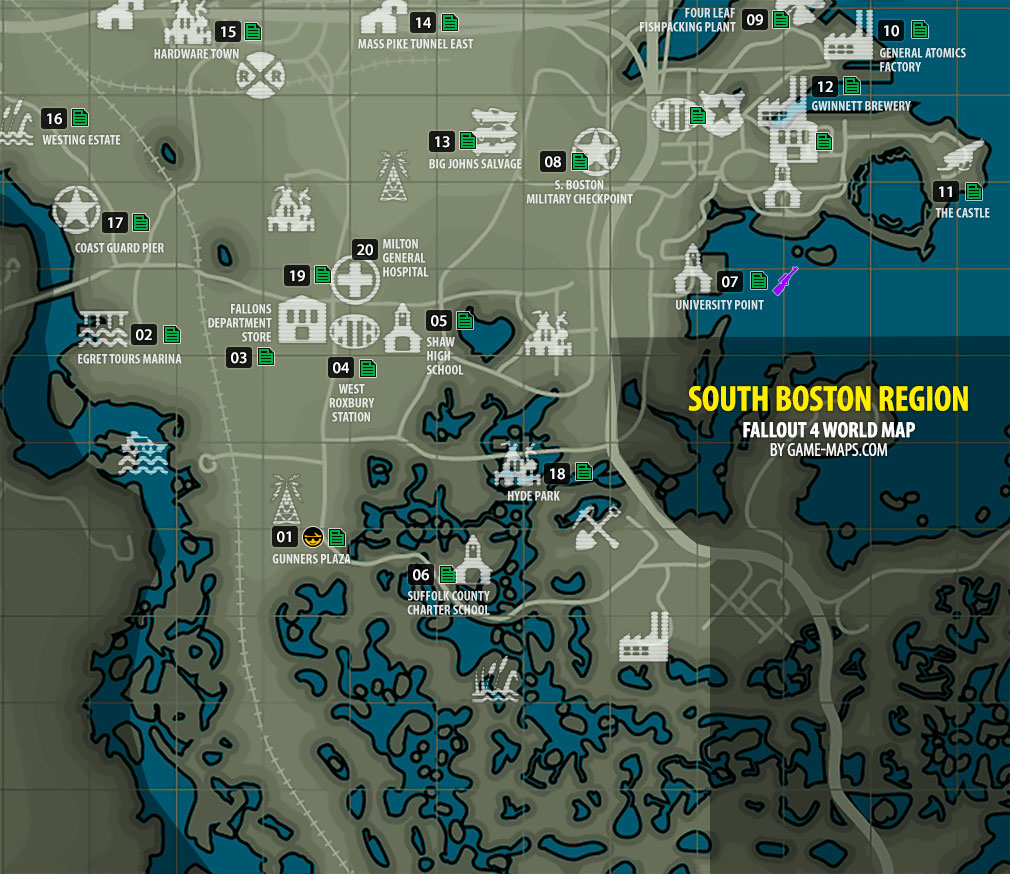 15
HARDWARE TOWN
R R
14
MASS PIKE TUNNEL EAST
FOUR LEAF
FISHPACKING PLANT
09
10
GENERAL ATOMICS
FACTORY
12
GWINNETT BREWERY
16
WESTING ESTATE
13
BIG JOHNS SALVAGE
08
S. BOSTON
MILITARY CHECKPOINT
11
THE CASTLE
17
COAST GUARD PIER
20
MILTON
GENERAL
HOSPITAL
19
07
UNIVERSITY POINT
02
EGRET TOURS MARINA
FALLONS
DEPARTMENT
STORE
03
05
SHAW
HIGH
SCHOOL
04
WEST
ROXBURY
STATION
SOUTH BOSTON REGION
FALLOUT 4 WORLD MAP
BY GAME-MAPS.COM
18
HYDE PARK
01
GUNNERS PLAZA
06
SUFFOLK COUNTY
CHARTER SCHOOL